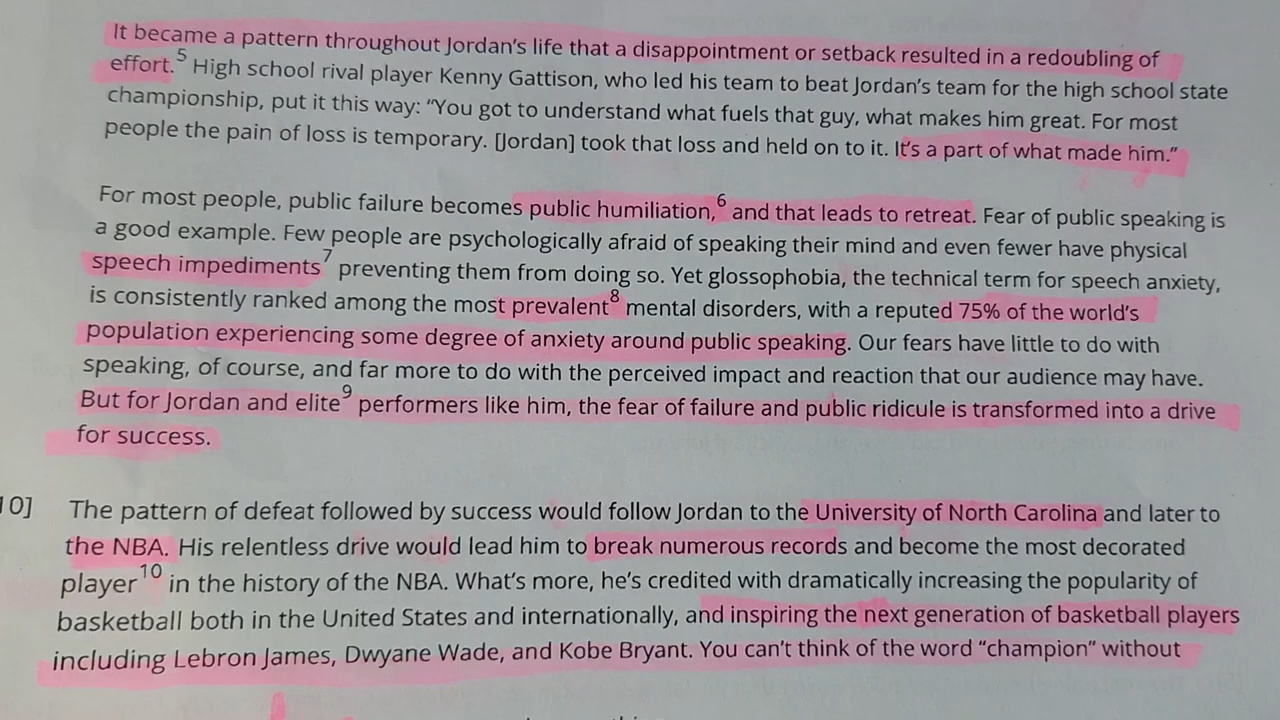 It became a pattern throughout Jordan's life that a disappointment or setback resulted in a redoubling of
effort.5 High school rival player Kenny Gattison, who led his team to beat Jordan's team for the high school state
championship, put it this way: “You got to understand what fuels that guy, what makes him great. For most
people the pain of loss is temporary. [Jordan] took that loss and held on to it. It's a part of what made him.”
For most people, public failure becomes public humiliation,6 and that leads to retreat. Fear of public speaking is
a good example. Few people are psychologically afraid of speaking their mind and even fewer have physical
speech impediments7 preventing them from doing so. Yet glossophobia, the technical term for speech anxiety,
is consistently ranked among the most prevalent8 mental disorders, with a reputed 75% of the world's
population experiencing some degree of anxiety around public speaking. Our fears have little to do with
speaking, of course, and far more to do with the perceived impact and reaction that our audience may have.
But for Jordan and elite9 performers like him, the fear of failure and public ridicule is transformed into a drive
for success.
10] The pattern of defeat followed by success would follow Jordan to the University of North Carolina and later to
the NBA. His relentless drive would lead him to break numerous records and become the most decorated
player10 in the history of the NBA. What's more, he's credited with dramatically increasing the popularity of
basketball both in the United States and internationally, and inspiring the next generation of basketball players
including Lebron James, Dwyane Wade, and Kobe Bryant. You can't think of the word “champion” without